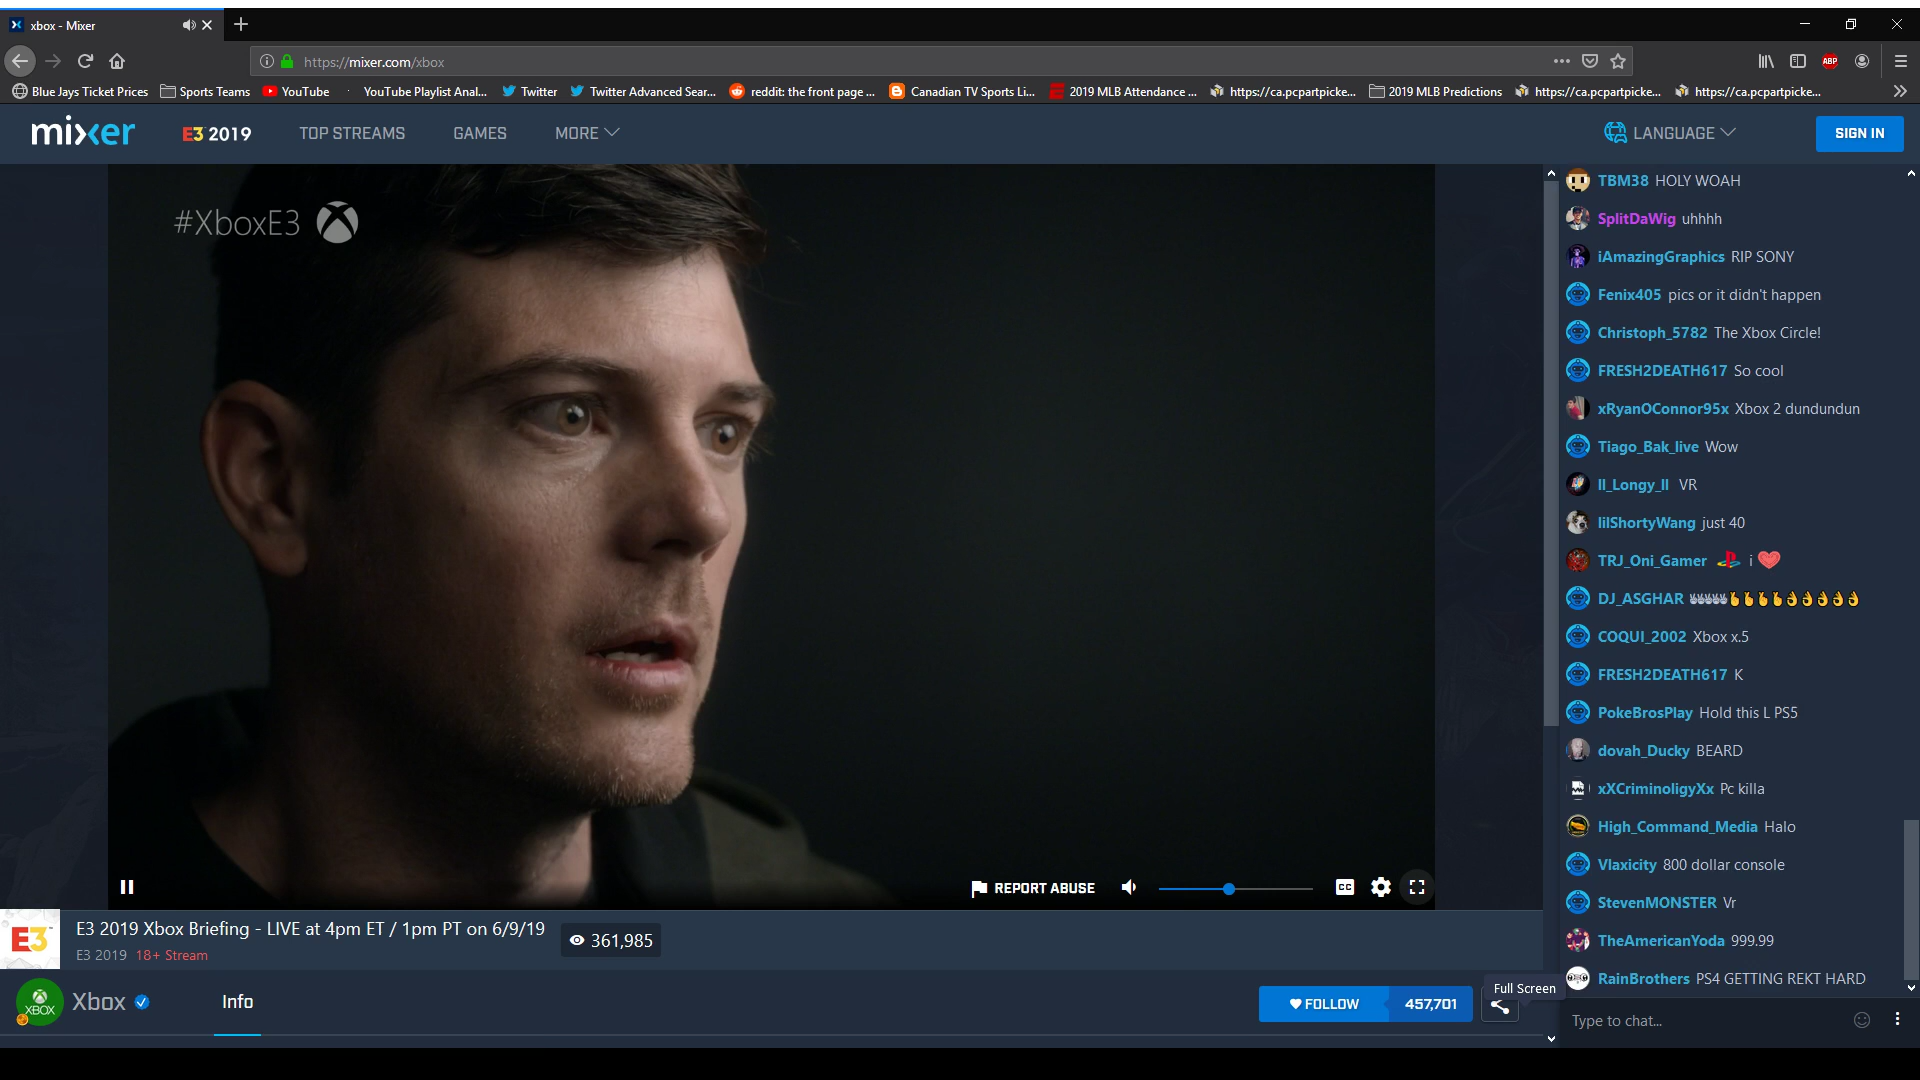 xbox - Mixer
https://mixer.com/xbox
ABP
Blue Jays Ticket Prices
Sports Teams
YouTube
YouTube Playlist Anal...
Twitter
Twitter Advanced Sear...
reddit: the front page ...
Canadian TV Sports Li...
2019 MLB Attendance ...
https://ca.pcpartpicke...
2019 MLB Predictions
https://ca.pcpartpicke...
https://ca.pcpartpicke...
mixer
E3 2019
TOP STREAMS
GAMES
MORE
LANGUAGE
SIGN IN
#XboxE3
REPORT ABUSE
CC
E3
E3 2019 Xbox Briefing - LIVE at 4pm ET / 1pm PT on 6/9/19
361,985
E3 2019 18+ Stream
XBOX
Xbox
Info
FOLLOW
457,701
Full Screen
TBM38 HOLY WOAH
SplitDaWig uhhhh
iAmazingGraphics RIP SONY
Fenix405 pics or it didn't happen
Christoph_5782 The Xbox Circle!
FRESH2DEATH617 So cool
xRyanOConnor95x Xbox 2 dundundun
Tiago_Bak_live Wow
ll_Longy_ll VR
lilShortyWang just 40
TRJ_Oni_Gamer i
DJ_ASGHAR
COQUI_2002 Xbox x.5
FRESH2DEATH617 K
PokeBrosPlay Hold this L PS5
dovah_Ducky BEARD
xXCriminoligyXx Pc killa
High_Command_Media Halo
Vlaxicity 800 dollar console
StevenMONSTER Vr
TheAmericanYoda 999.99
RainBrothers PS4 GETTING REKT HARD
Type to chat...